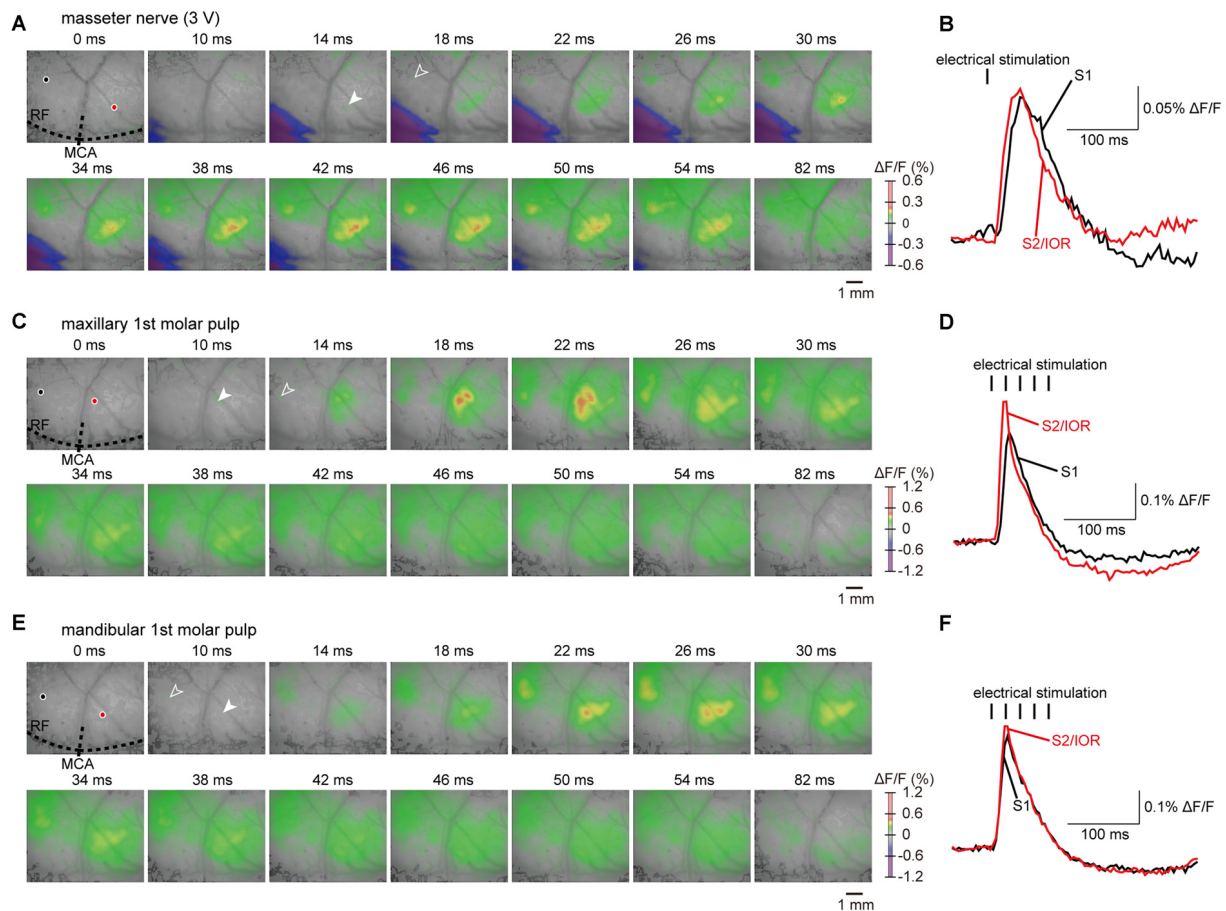 A
masseter nerve (3 V)
0 ms 10 ms 14 ms 18 ms 22 ms 26 ms 30 ms
RF
MCA
34 ms 38 ms 42 ms 46 ms 50 ms 54 ms 82 ms
ΔF/F (%)
0.6
0.3
0
-0.3
-0.6
1 mm
B
electrical stimulation
S1
0.05% ΔF/F
100 ms
S2/IOR
C
maxillary 1st molar pulp
0 ms 10 ms 14 ms 18 ms 22 ms 26 ms 30 ms
RF
MCA
34 ms 38 ms 42 ms 46 ms 50 ms 54 ms 82 ms
ΔF/F (%)
1.2
0.6
0
-0.6
-1.2
1 mm
D
electrical stimulation
S2/IOR
S1
0.1% ΔF/F
100 ms
E
mandibular 1st molar pulp
0 ms 10 ms 14 ms 18 ms 22 ms 26 ms 30 ms
RF
MCA
34 ms 38 ms 42 ms 46 ms 50 ms 54 ms 82 ms
ΔF/F (%)
1.2
0.6
0
-0.6
-1.2
1 mm
F
electrical stimulation
S2/IOR
S1
0.1% ΔF/F
100 ms